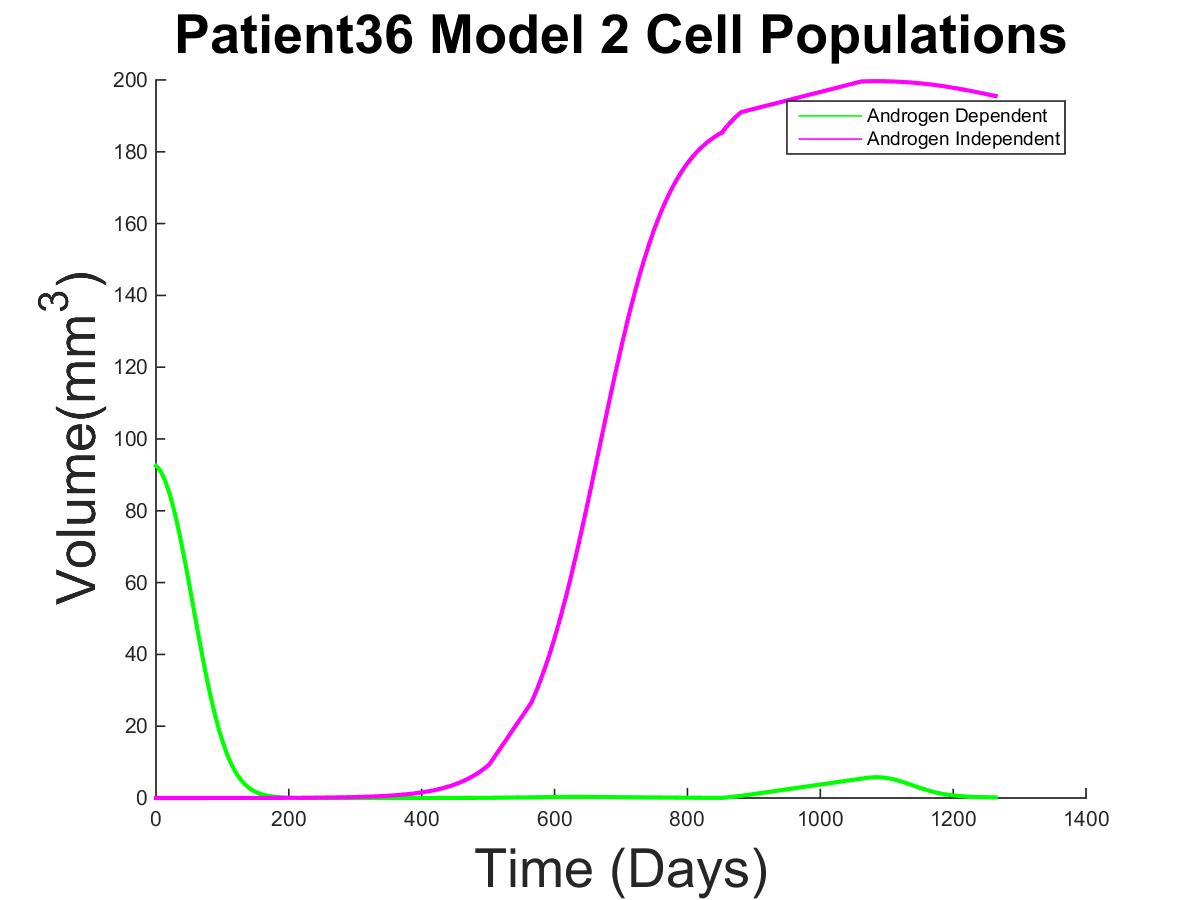 Patient36 Model 2 Cell Populations
Volume(mm³)
200
180
160
140
120
100
80
60
40
20
0
Androgen Dependent
Androgen Independent
0 200 400 600 800 1000 1200 1400
Time (Days)